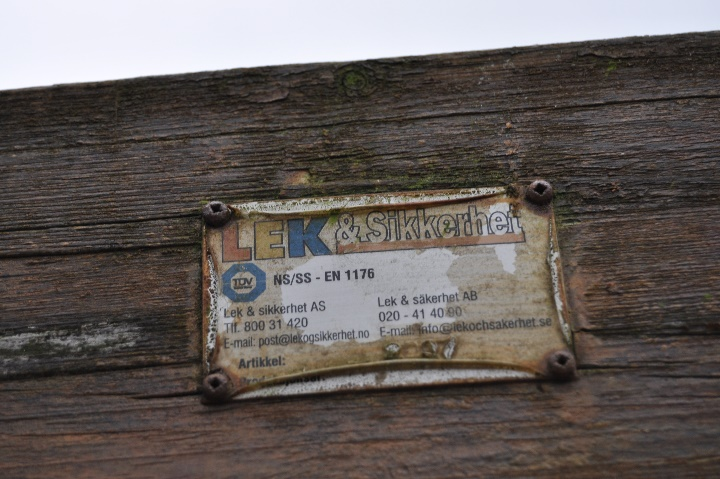 LEK & Sikkerhet
TÜV
NS/SS - EN 1176
Lek & sikkerhet AS
Tlf. 800 31 420
E-mail: post@lekogsikkerhet.no
Lek & säkerhet AB
020 - 41 40 90
E-mail: info@lekochsakerhet.se
Artikkel: